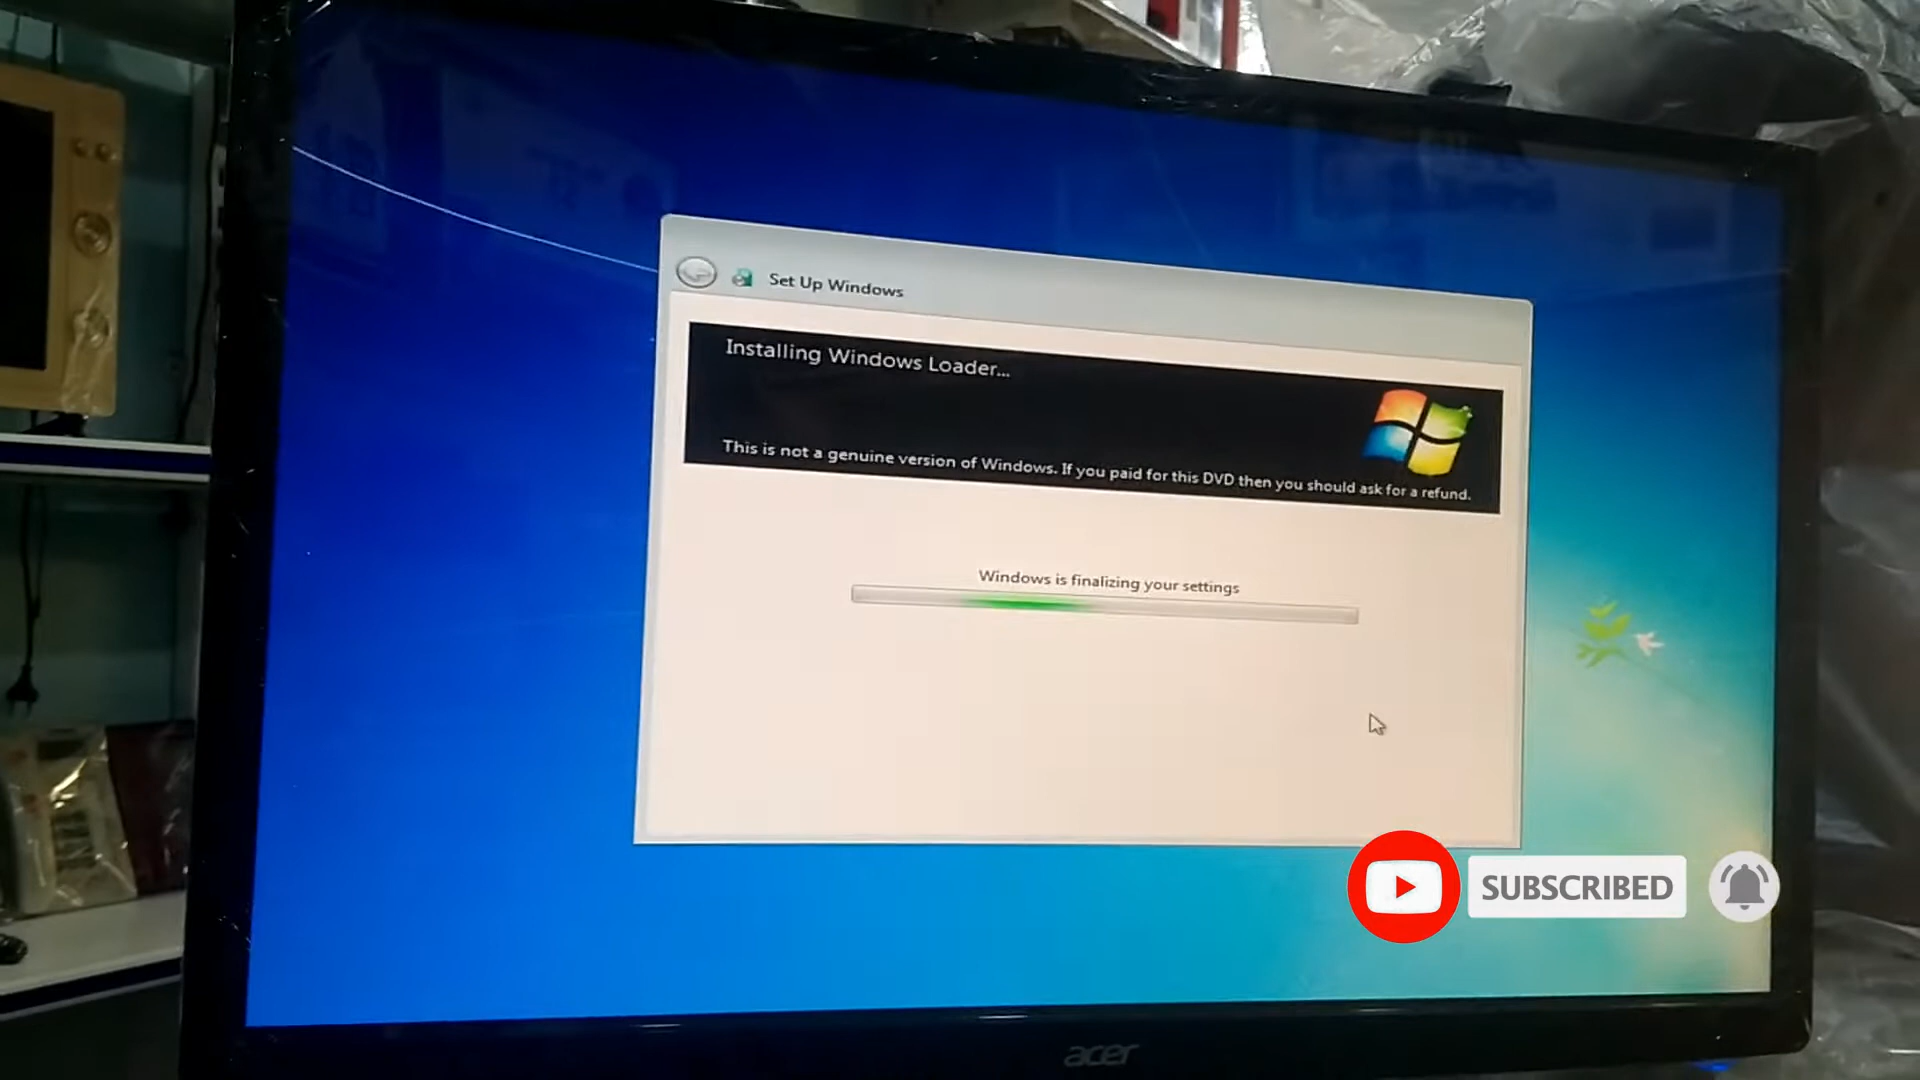 Set Up Windows
Installing Windows Loader...
This is not a genuine version of Windows. If you paid for this DVD then you should ask for a refund.
Windows is finalizing your settings
SUBSCRIBED
acer